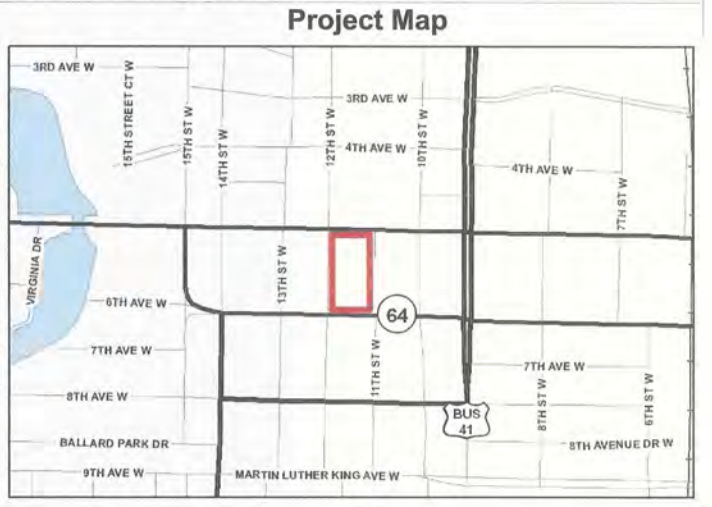 Project Map
3RD AVE W
15TH STREET CT W
15TH ST W
14TH ST W
12TH ST W
3RD AVE W
4TH AVE W
10TH ST W
4TH AVE W
7TH ST W
VIRGINIA DR
13TH ST W
6TH AVE W
64
7TH AVE W
11TH ST W
7TH AVE W
8TH AVE W
8TH ST W
6TH ST W
BUS
41
BALLARD PARK DR
8TH AVENUE DR W
9TH AVE W
MARTIN LUTHER KING AVE W